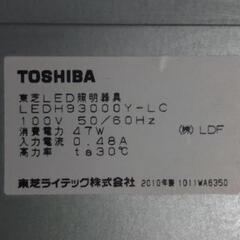 TOSHIBA
東芝LED照明器具
LEDH93000Y-LC
100V 50/60Hz
消費電力 47W (株) LDF
入力電流 0.48A
高力率 ta30℃
東芝ライテック株式会社 2010年製 1011WA6350